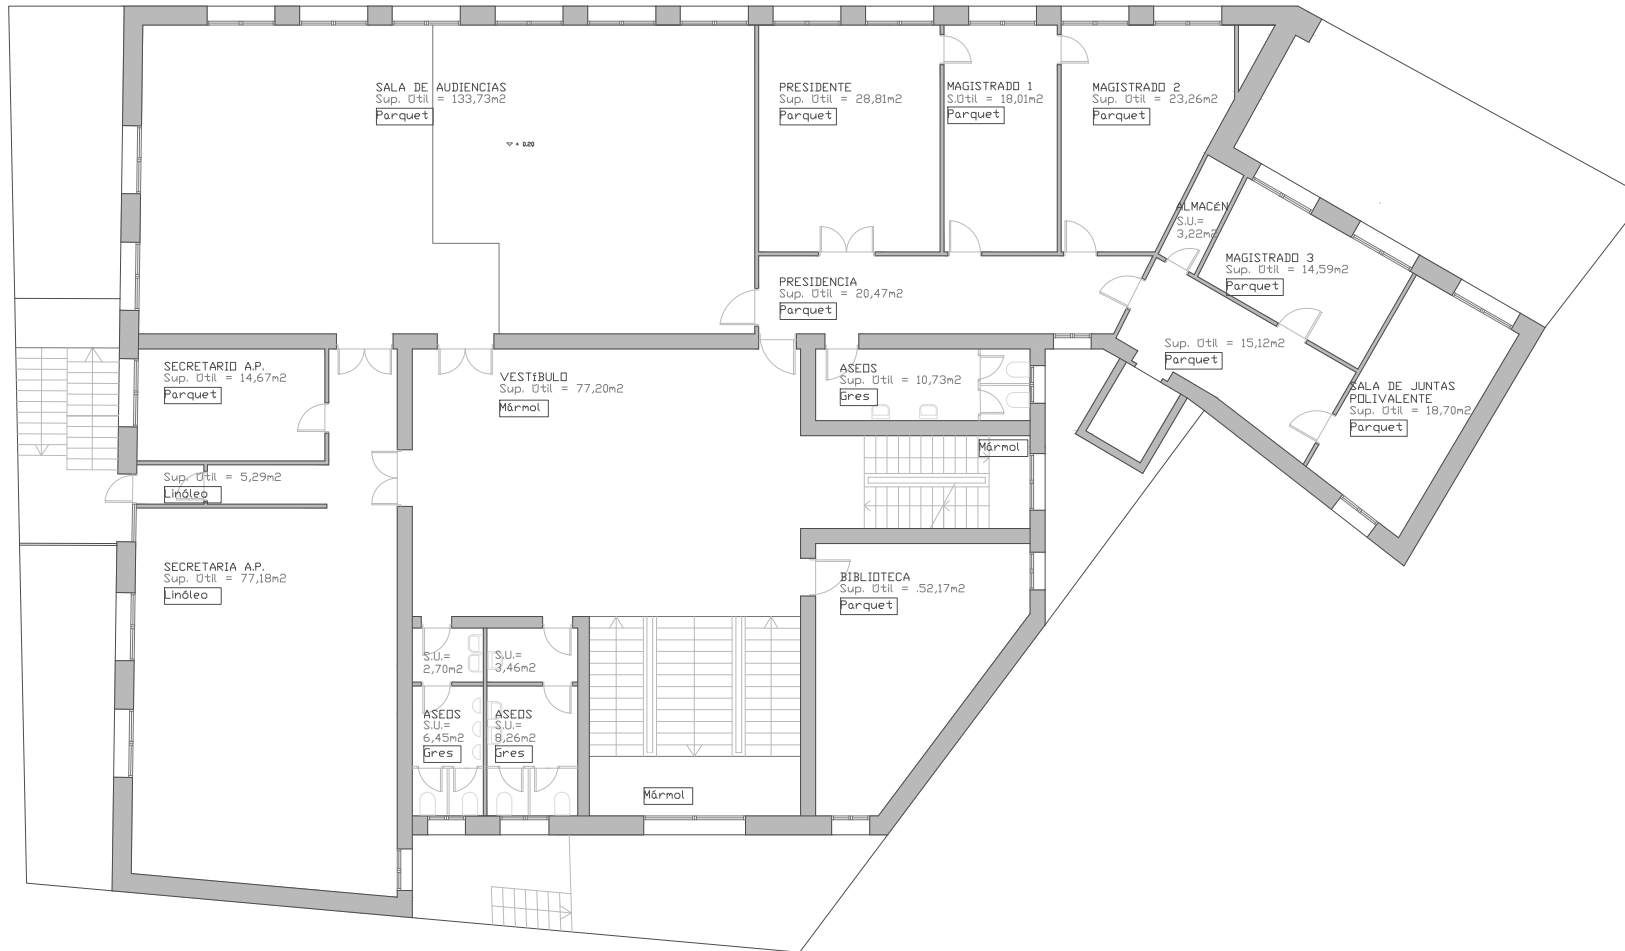 SALA DE AUDIENCIAS
Sup. Útil = 133,73m2
Parquet
+ 0.20
PRESIDENTE
Sup. Útil = 28,81m2
Parquet
MAGISTRADO 1
S.Útil = 18,01m2
Parquet
MAGISTRADO 2
Sup. Útil = 23,26m2
Parquet
ALMACÉN
S.U.=
3,22m2
MAGISTRADO 3
Sup. Útil = 14,59m2
Parquet
PRESIDENCIA
Sup. Útil = 20,47m2
Parquet
Sup. Útil = 15,12m2
Parquet
SECRETARIO A.P.
Sup. Útil = 14,67m2
Parquet
VESTÍBULO
Sup. Útil = 77,20m2
Mármol
ASEOS
Sup. Útil = 10,73m2
Gres
SALA DE JUNTAS
POLIVALENTE
Sup. Útil = 18,70m2
Parquet
Mármol
Sup. Útil = 5,29m2
Linóleo
SECRETARIA A.P.
Sup. Útil = 77,18m2
Linóleo
BIBLIOTECA
Sup. Útil = .52,17m2
Parquet
S.U.=
2,70m2
S.U.=
3,46m2
ASEOS
S.U.=
6,45m2
Gres
ASEOS
S.U.=
8,26m2
Gres
Mármol